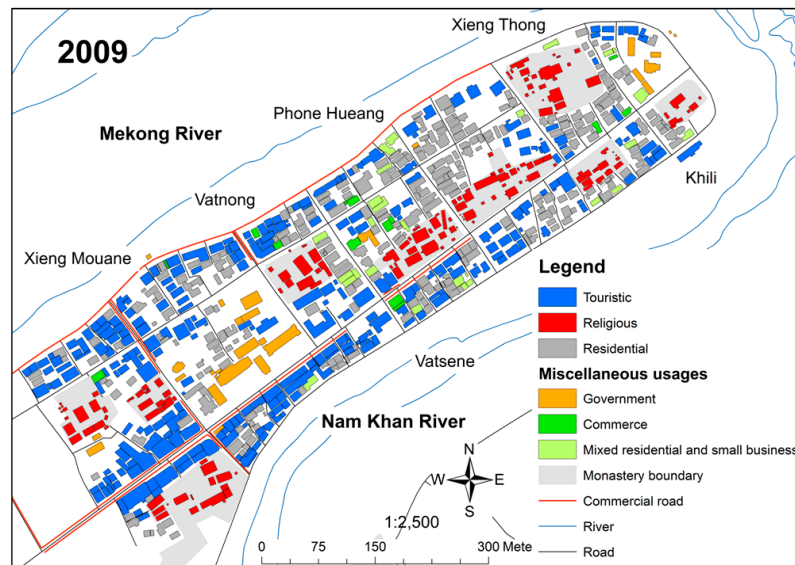 2009
Xieng Thong
Phone Hueang
Mekong River
Vatnong
Khili
Xieng Mouane
Vatsene
Nam Khan River
N
W E
S
1:2,500
0 75 150 300 Mete
Legend
Touristic
Religious
Residential
Miscellaneous usages
Government
Commerce
Mixed residential and small business
Monastery boundary
Commercial road
River
Road